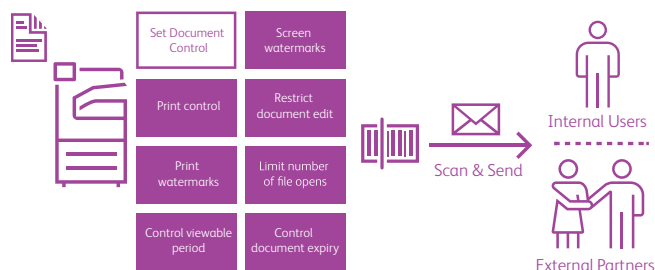 Set Document
Control
Screen
watermarks
Print control
Restrict
document edit
Print
watermarks
Limit number
of file opens
Control viewable
period
Control
document expiry
Scan & Send
Internal Users
External Partners